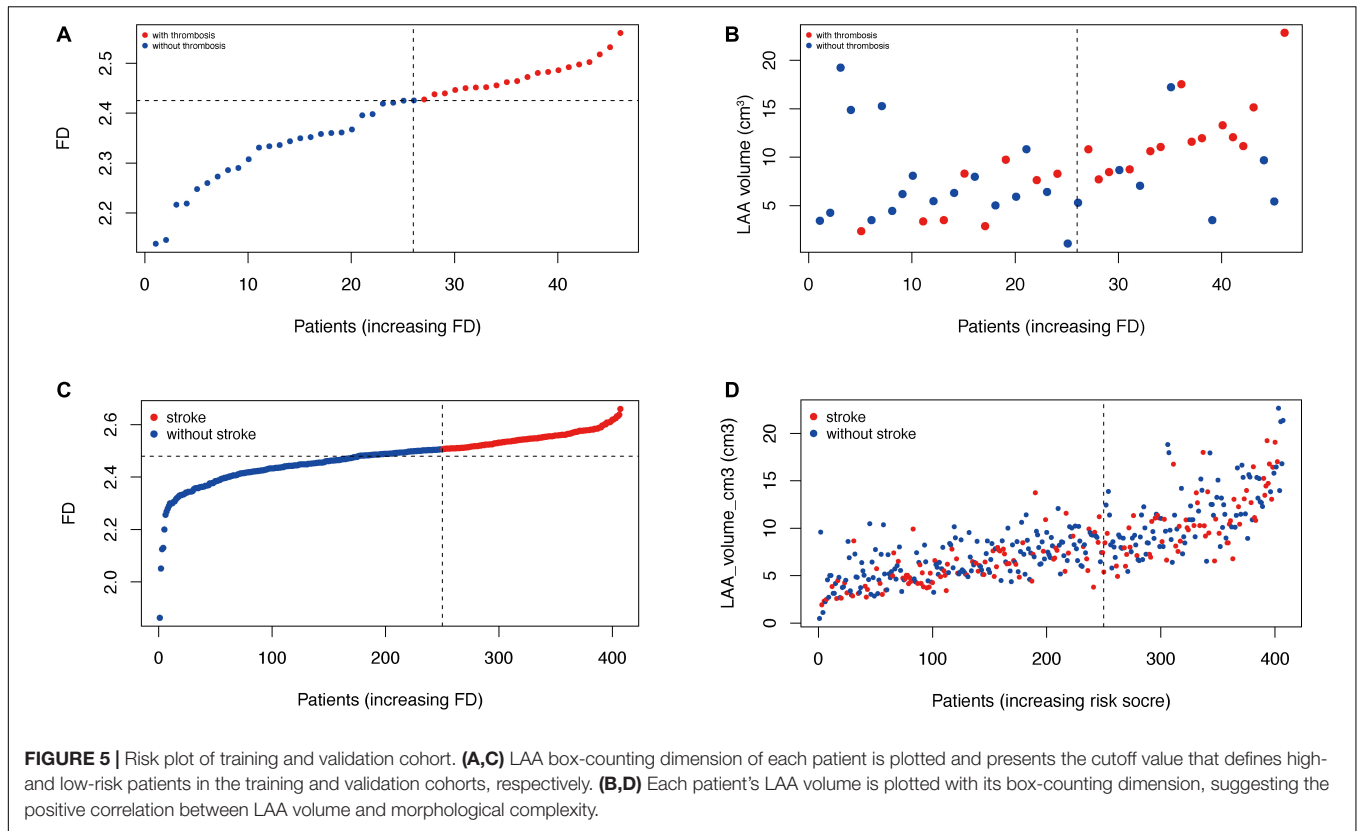 A
with thrombosis
without thrombosis
2.5
2.4
2.3
2.2
FD
0
10
20
30
40
Patients (increasing FD)
B
with thrombosis
without thrombosis
20
15
10
5
LAA volume (cm³)
0
10
20
30
40
Patients (increasing FD)
C
stroke
without stroke
2.6
2.4
2.2
2.0
FD
0
100
200
300
400
Patients (increasing FD)
D
stroke
without stroke
20
15
10
5
0
LAA_volume_cm3 (cm3)
0
100
200
300
400
Patients (increasing risk socre)
FIGURE 5 | Risk plot of training and validation cohort. (A,C) LAA box-counting dimension of each patient is plotted and presents the cutoff value that defines high-
and low-risk patients in the training and validation cohorts, respectively. (B,D) Each patient's LAA volume is plotted with its box-counting dimension, suggesting the
positive correlation between LAA volume and morphological complexity.